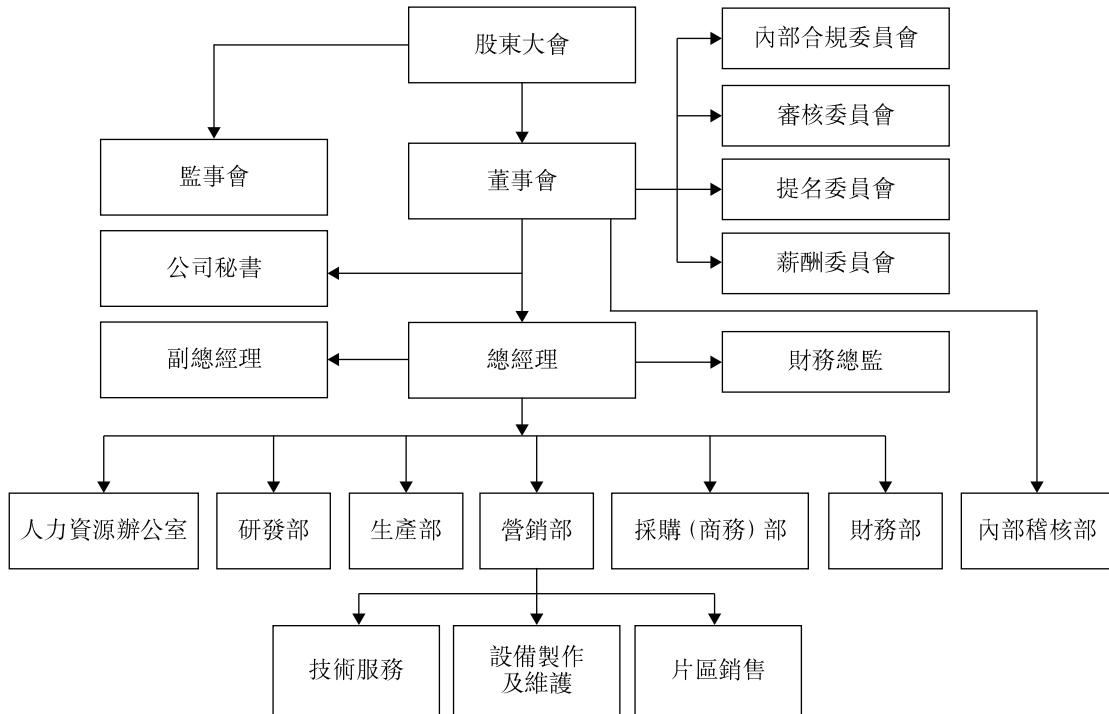 股東大會
內部合規委員會
審核委員會
監事會
董事會
提名委員會
公司秘書
薪酬委員會
副總經理
總經理
財務總監
人力資源辦公室
研發部
生產部
營銷部
採購(商務)部
財務部
內部稽核部
技術服務
設備製作
及維護
片區銷售